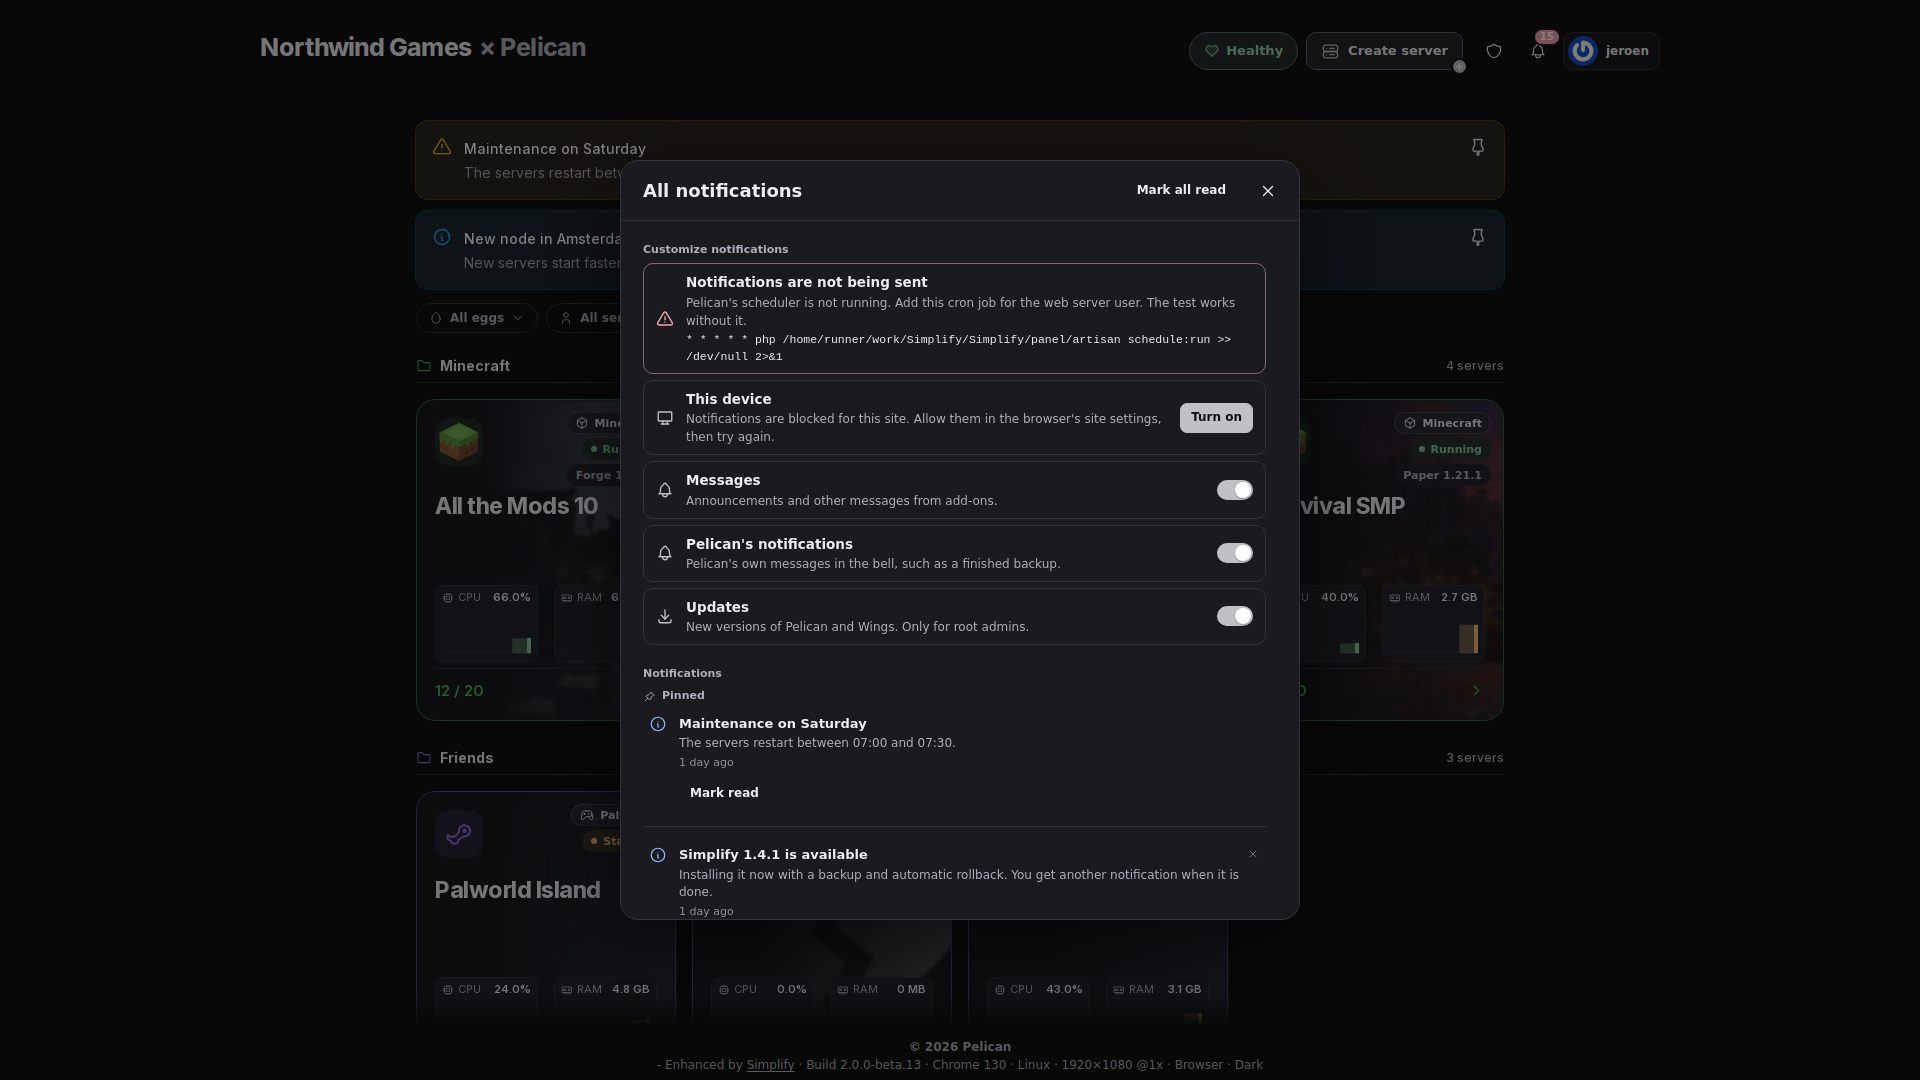 Northwind Games × Pelican
Healthy
Create server
15
jeroen
Maintenance on Saturday
The servers restart betw
New node in Amsterda
New servers start faster
All eggs
All ser
Minecraft
4 servers
Mine
Ru
Forge 1
All the Mods 10
CPU 66.0%
RAM 6
12 / 20
Minecraft
Running
Paper 1.21.1
vival SMP
U 40.0%
RAM 2.7 GB
0
Friends
3 servers
Pal
Sta
Palworld Island
CPU 24.0%
RAM 4.8 GB
CPU 0.0%
RAM 0 MB
CPU 43.0%
RAM 3.1 GB
All notifications
Mark all read
Customize notifications
Notifications are not being sent
Pelican's scheduler is not running. Add this cron job for the web server user. The test works
without it.
* * * * * php /home/runner/work/Simplify/Simplify/panel/artisan schedule:run >>
/dev/null 2>&1
This device
Notifications are blocked for this site. Allow them in the browser's site settings,
then try again.
Turn on
Messages
Announcements and other messages from add-ons.
Pelican's notifications
Pelican's own messages in the bell, such as a finished backup.
Updates
New versions of Pelican and Wings. Only for root admins.
Notifications
Pinned
Maintenance on Saturday
The servers restart between 07:00 and 07:30.
1 day ago
Mark read
Simplify 1.4.1 is available
Installing it now with a backup and automatic rollback. You get another notification when it is
done.
1 day ago
© 2026 Pelican
- Enhanced by Simplify · Build 2.0.0-beta.13 · Chrome 130 · Linux · 1920×1080 @1x · Browser · Dark